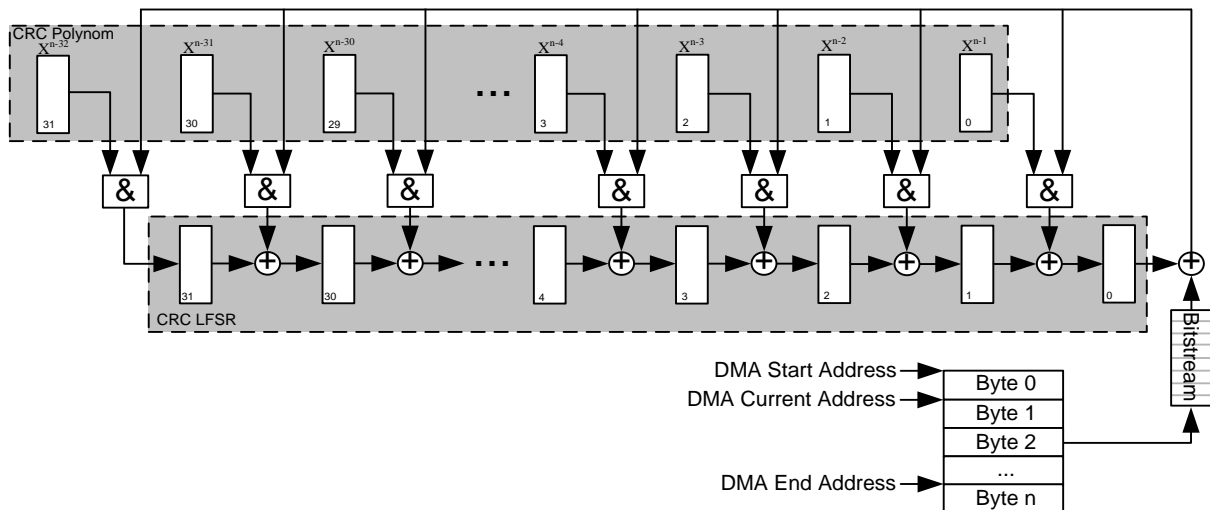 CRC Polynom
X^n-32 X^n-31 X^n-30 X^n-4 X^n-3 X^n-2 X^n-1
...
31 30 29 3 2 1 0
& & & & & & &
+ + + + + + +
...
31 30 4 3 2 1 0
CRC LFSR
Bitstream
DMA Start Address
Byte 0
DMA Current Address
Byte 1
Byte 2
...
DMA End Address
Byte n